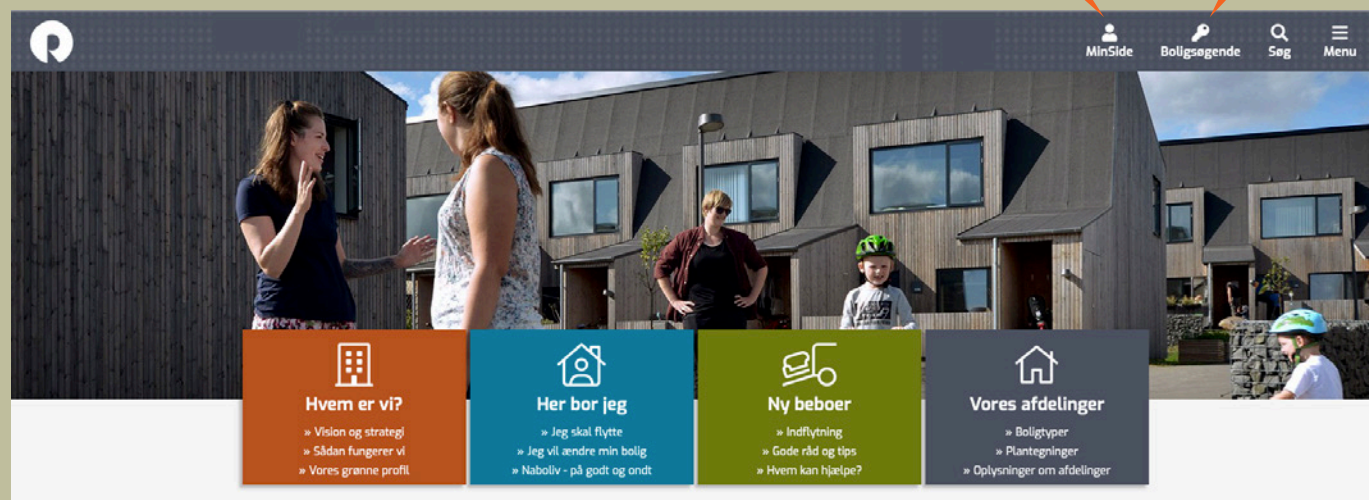 MinSide
Boligsøgende
Søg
Menu
Hvem er vi?
» Vision og strategi
» Sådan fungerer vi
» Vores grønne profil
Her bor jeg
» Jeg skal flytte
» Jeg vil ændre min bolig
» Naboliv - på godt og ondt
Ny beboer
» Indflytning
» Gode råd og tips
» Hvem kan hjælpe?
Vores afdelinger
» Boligtyper
» Plantegninger
» Oplysninger om afdelinger